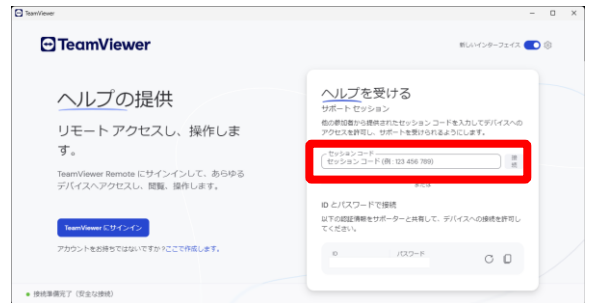 TeamViewer
TeamViewer
新しいインターフェイス
ヘルプの提供
リモート アクセスし、操作しま
す。
TeamViewer Remote にサインインして、あらゆる
デバイスへアクセスし、閲覧、操作します。
TeamViewer にサインイン
アカウントをお持ちではないですか?ここで作成します。
接続準備完了（安全な接続）
ヘルプを受ける
サポート セッション
他の参加者から提供されたセッション コードを入力してデバイスへの
アクセスを許可し、サポートを受けられるようにします。
セッション コード
セッション コード (例: 123 456 789)
接
続
または
ID とパスワードで接続
以下の認証情報をサポーターと共有して、デバイスへの接続を許可し
てください。
ID
パスワード